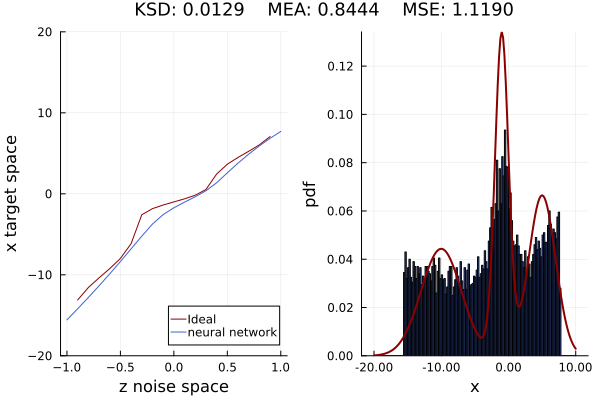 KSD: 0.0129 MEA: 0.8444 MSE: 1.1190
20
10
0
−10
−20
x target space
−1.0 −0.5 0.0 0.5 1.0
z noise space
Ideal
neural network
0.12
0.10
0.08
0.06
0.04
0.02
0.00
pdf
-20.00 -10.00 0.00 10.00
x